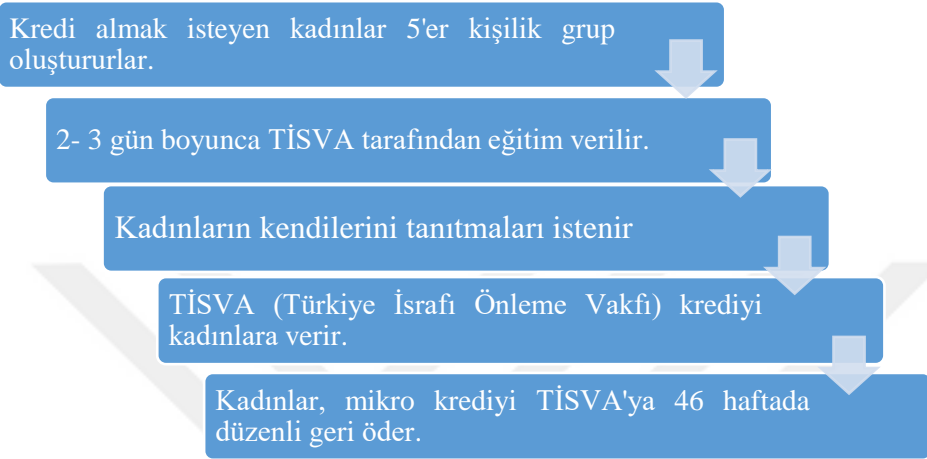 Kredi almak isteyen kadınlar 5'er kişilik grup
oluştururlar.
2- 3 gün boyunca TİSVA tarafından eğitim verilir.
Kadınların kendilerini tanıtmaları istenir
TİSVA (Türkiye İsrafı Önleme Vakfı) krediyi
kadınlara verir.
Kadınlar, mikro krediyi TİSVA'ya 46 haftada
düzenli geri öder.